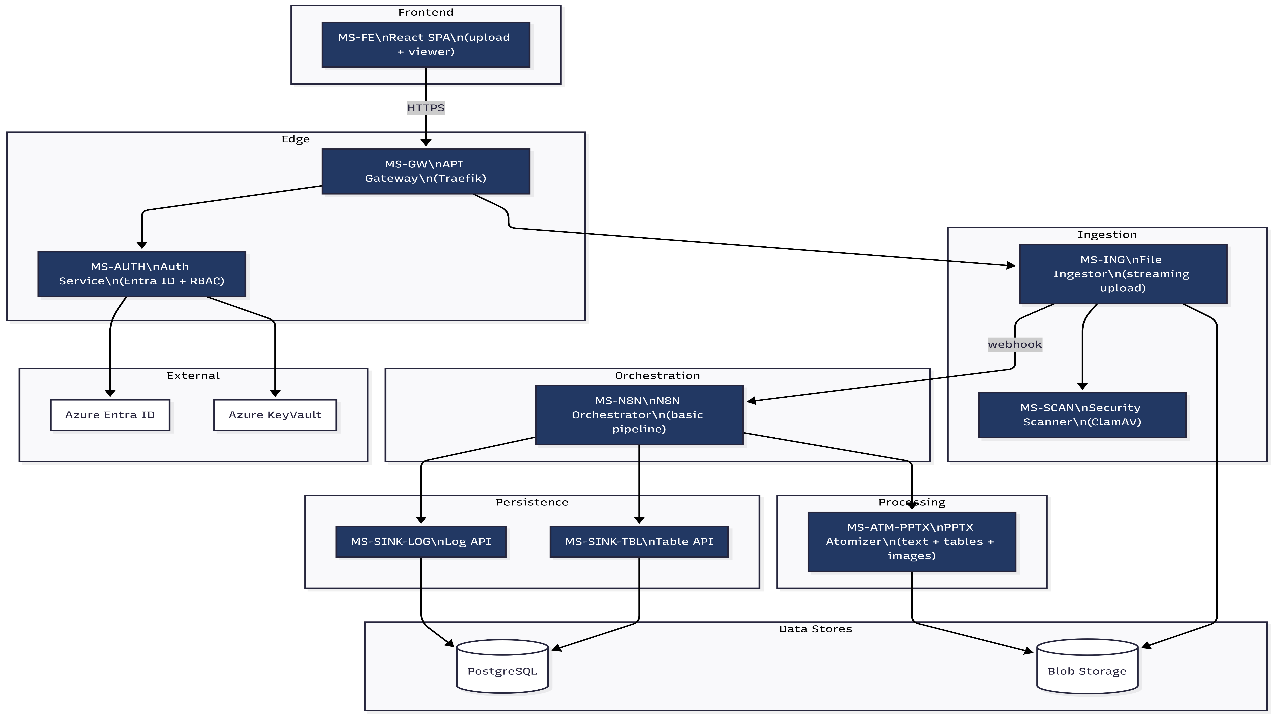 Frontend
MS-FE\nReact SPA\n(upload
+ viewer)
HTTPS
Edge
MS-GW\nAPI
Gateway\n(Traefik)
MS-AUTH\nAuth
Service\n(Entra ID + RBAC)
Ingestion
MS-ING\nFile
Ingestor\n(streaming
upload)
webhook
MS-SCAN\nSecurity
Scanner\n(ClamAV)
External
Azure Entra ID
Azure KeyVault
Orchestration
MS-N8N\nN8N
Orchestrator\n(basic
pipeline)
Persistence
MS-SINK-LOG\nLog API
MS-SINK-TBL\nTable API
Processing
MS-ATM-PPTX\nPPTX
Atomizer\n(text + tables +
images)
Data Stores
PostgreSQL
Blob Storage